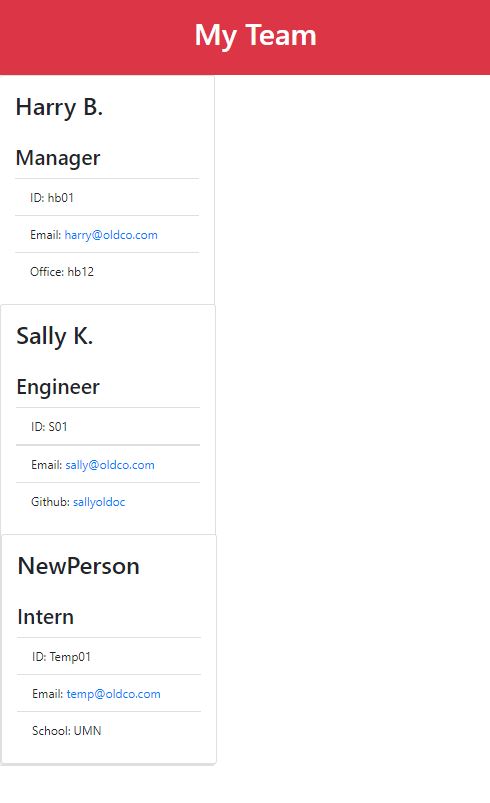 My Team
Harry B.
Manager
ID: hb01
Email: harry@oldco.com
Office: hb12
Sally K.
Engineer
ID: S01
Email: sally@oldco.com
Github: sallyoldoc
NewPerson
Intern
ID: Temp01
Email: temp@oldco.com
School: UMN